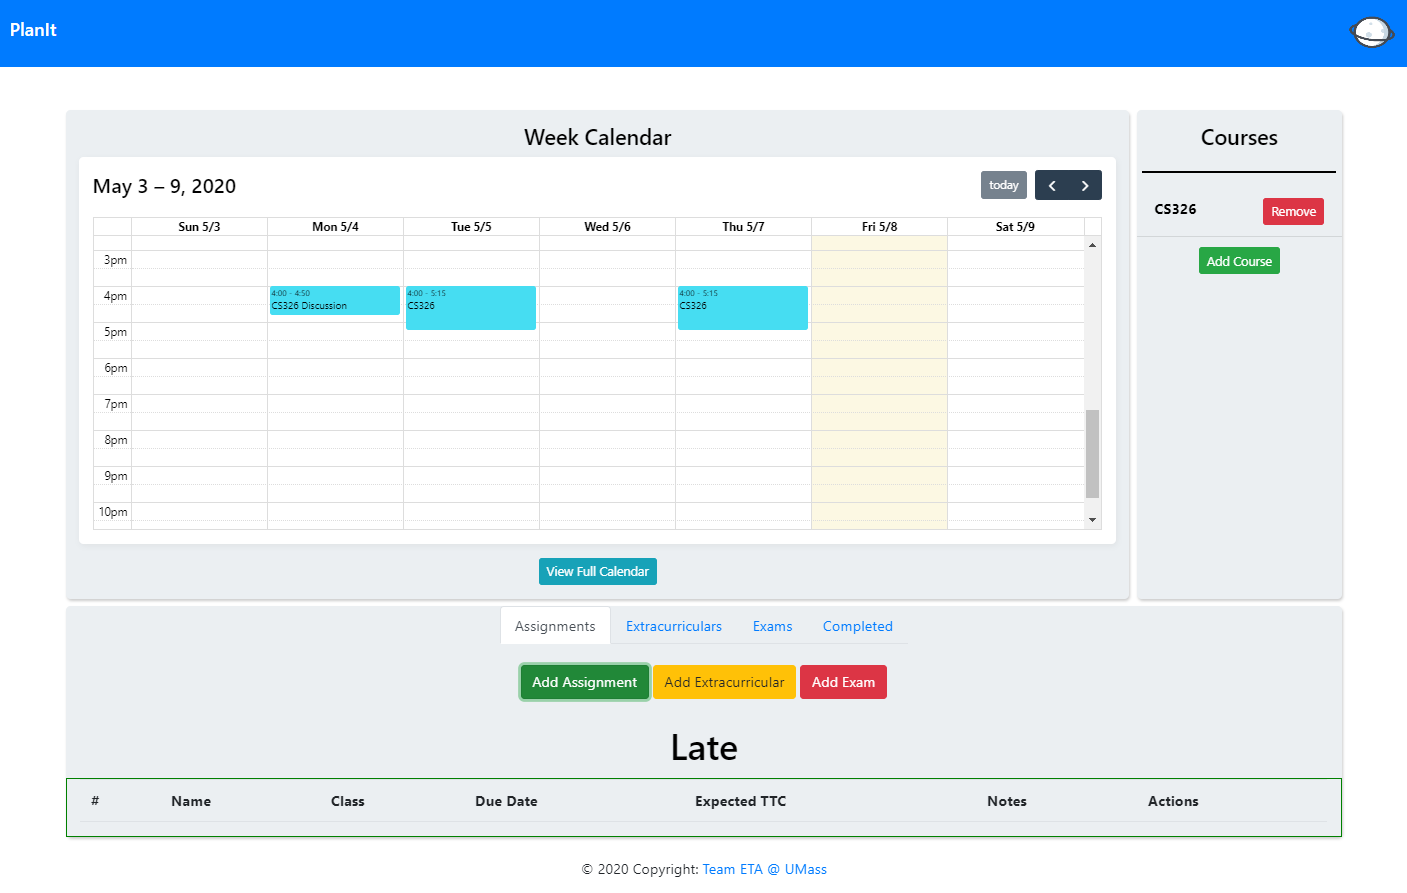 PlanIt
Week Calendar
May 3 – 9, 2020
today
Sun 5/3 Mon 5/4 Tue 5/5 Wed 5/6 Thu 5/7 Fri 5/8 Sat 5/9
3pm
4pm
4:00 - 4:50
CS326 Discussion
4:00 - 5:15
CS326
4:00 - 5:15
CS326
5pm
6pm
7pm
8pm
9pm
10pm
View Full Calendar
Courses
CS326 Remove
Add Course
Assignments Extracurriculars Exams Completed
Add Assignment Add Extracurricular Add Exam
Late
# Name Class Due Date Expected TTC Notes Actions
© 2020 Copyright: Team ETA @ UMass